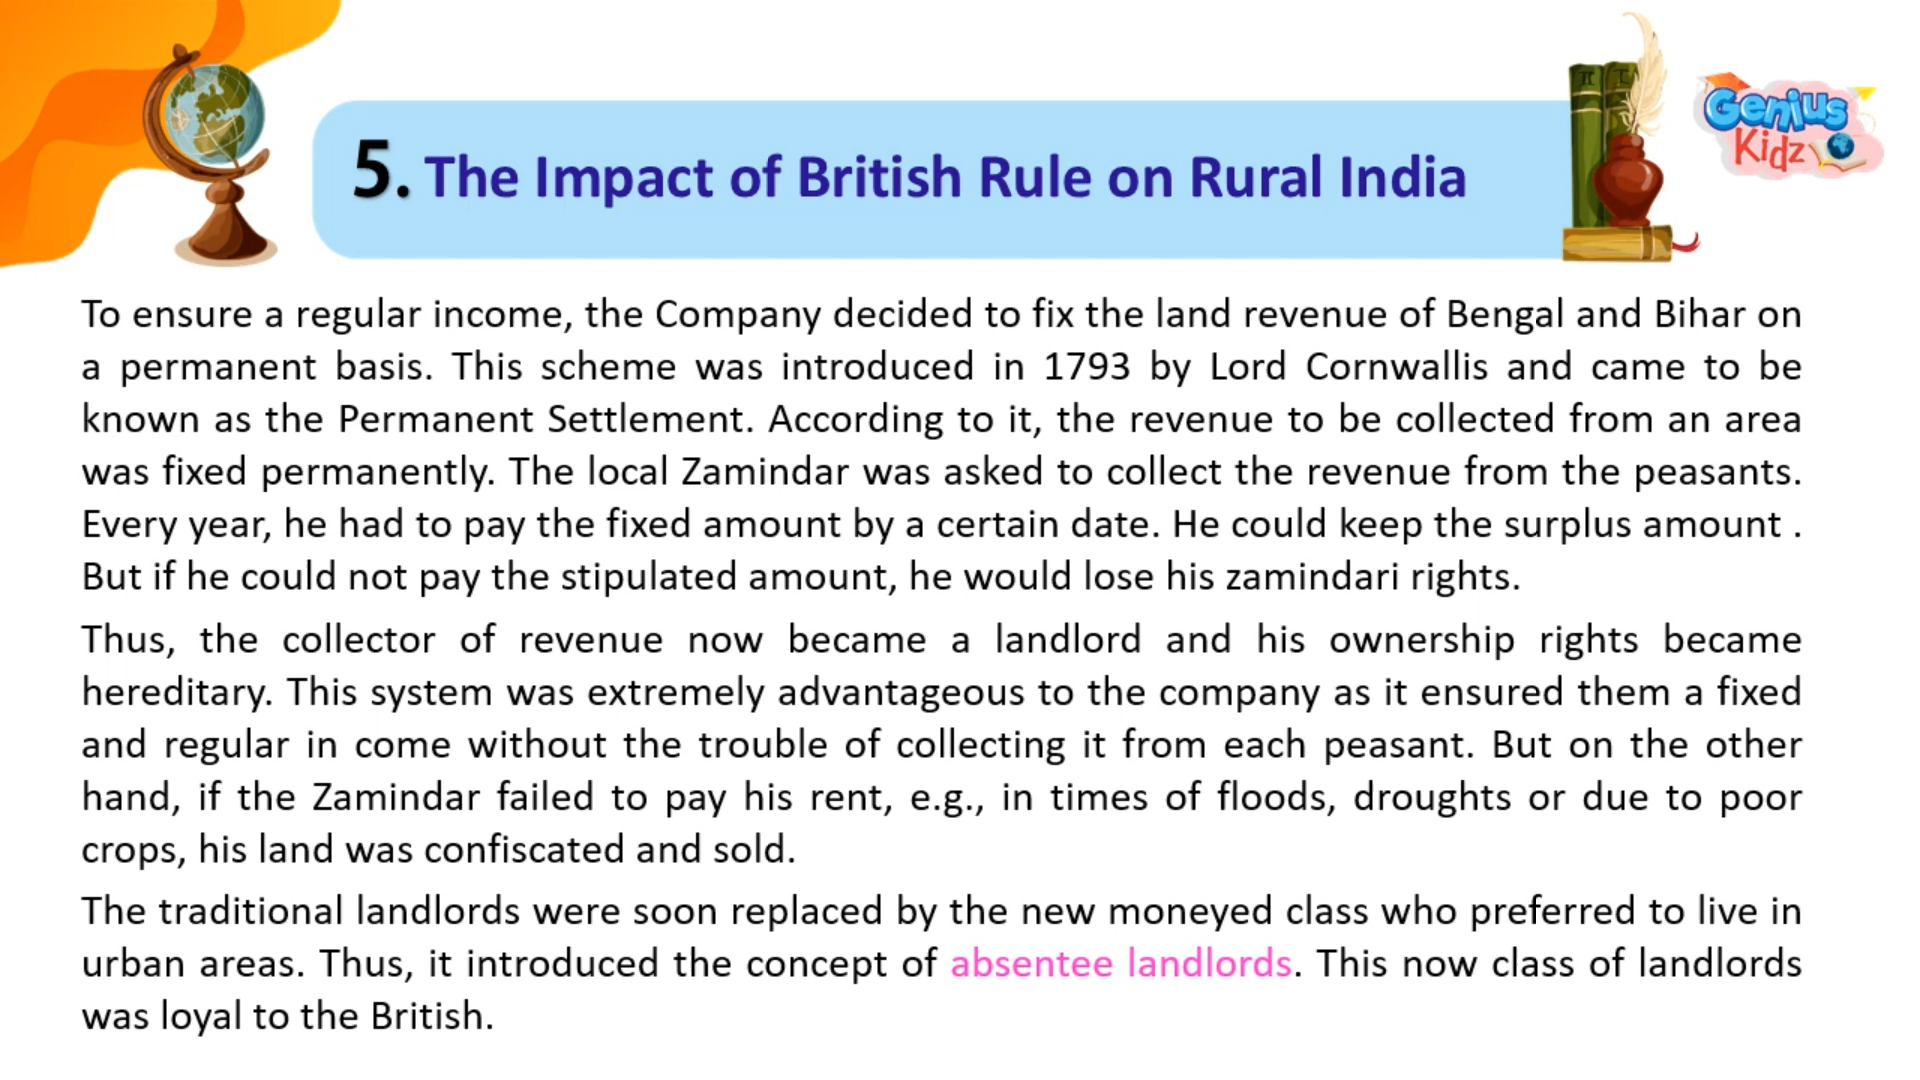 Genius
Kidz
5. The Impact of British Rule on Rural India
To ensure a regular income, the Company decided to fix the land revenue of Bengal and Bihar on
a permanent basis. This scheme was introduced in 1793 by Lord Cornwallis and came to be
known as the Permanent Settlement. According to it, the revenue to be collected from an area
was fixed permanently. The local Zamindar was asked to collect the revenue from the peasants.
Every year, he had to pay the fixed amount by a certain date. He could keep the surplus amount .
But if he could not pay the stipulated amount, he would lose his zamindari rights.
Thus, the collector of revenue now became a landlord and his ownership rights became
hereditary. This system was extremely advantageous to the company as it ensured them a fixed
and regular in come without the trouble of collecting it from each peasant. But on the other
hand, if the Zamindar failed to pay his rent, e.g., in times of floods, droughts or due to poor
crops, his land was confiscated and sold.
The traditional landlords were soon replaced by the new moneyed class who preferred to live in
urban areas. Thus, it introduced the concept of absentee landlords. This now class of landlords
was loyal to the British.